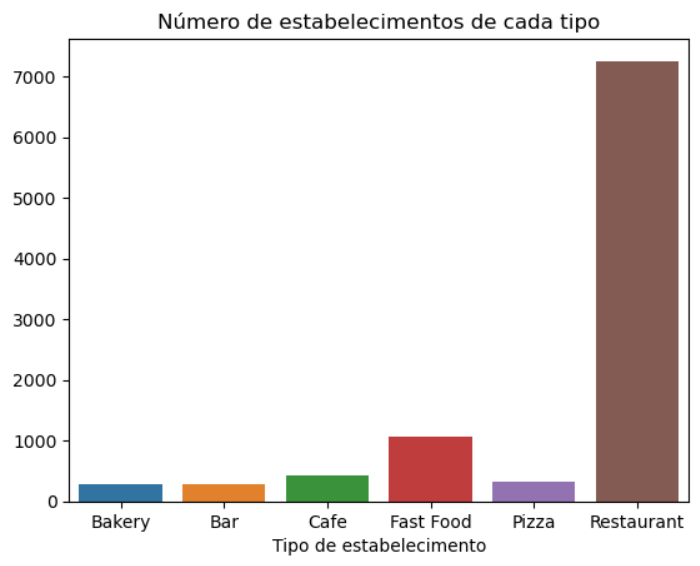 Número de estabelecimentos de cada tipo
7000
6000
5000
4000
3000
2000
1000
0
Bakery Bar Cafe Fast Food Pizza Restaurant
Tipo de estabelecimento